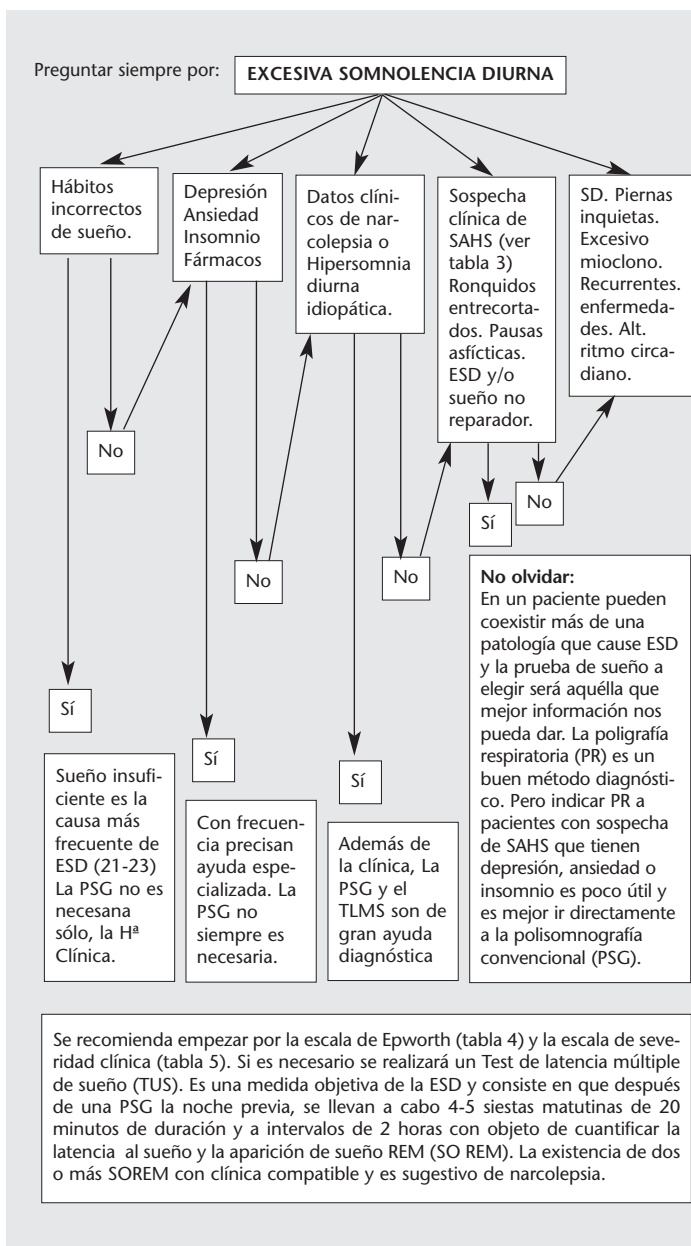 Preguntar siempre por:
EXCESIVA SOMNOLENCIA DIURNA
Hábitos
incorrectos
de sueño.
Depresión
Ansiedad
Insomnio
Fármacos
Datos clíni-
cos de nar-
colepsia o
Hipersomnia
diurna
idiopática.
Sospecha
clínica de
SAHS (ver
tabla 3)
Ronquidos
entrecorta-
dos. Pausas
asfícticas.
ESD y/o
sueño no
reparador.
SD. Piernas
inquietas.
Excesivo
mioclono.
Recurrentes.
enfermeda-
des. Alt.
ritmo circa-
diano.
No
No
No
No
Sí
Sí
Sí
Sí
Sueño insufi-
ciente es la
causa más
frecuente de
ESD (21-23)
La PSG no es
necesana
sólo, la Hª
Clínica.
Con frecuen-
cia precisan
ayuda espe-
cializada. La
PSG no
siempre es
necesaria.
Además de
la clínica, La
PSG y el
TLMS son de
gran ayuda
diagnóstica
No olvidar:
En un paciente pueden
coexistir más de una
patología que cause ESD
y la prueba de sueño a
elegir será aquélla que
mejor información nos
pueda dar. La poligrafía
respiratoria (PR) es un
buen método diagnósti-
co. Pero indicar PR a
pacientes con sospecha
de SAHS que tienen
depresión, ansiedad o
insomnio es poco útil y
es mejor ir directamente
a la polisomnografía
convencional (PSG).
Se recomienda empezar por la escala de Epworth (tabla 4) y la escala de seve-
ridad clínica (tabla 5). Si es necesario se realizará un Test de latencia múltiple
de sueño (TUS). Es una medida objetiva de la ESD y consiste en que después
de una PSG la noche previa, se llevan a cabo 4-5 siestas matutinas de 20
minutos de duración y a intervalos de 2 horas con objeto de cuantificar la
latencia al sueño y la aparición de sueño REM (SO REM). La existencia de dos
o más SOREM con clínica compatible y es sugestivo de narcolepsia.